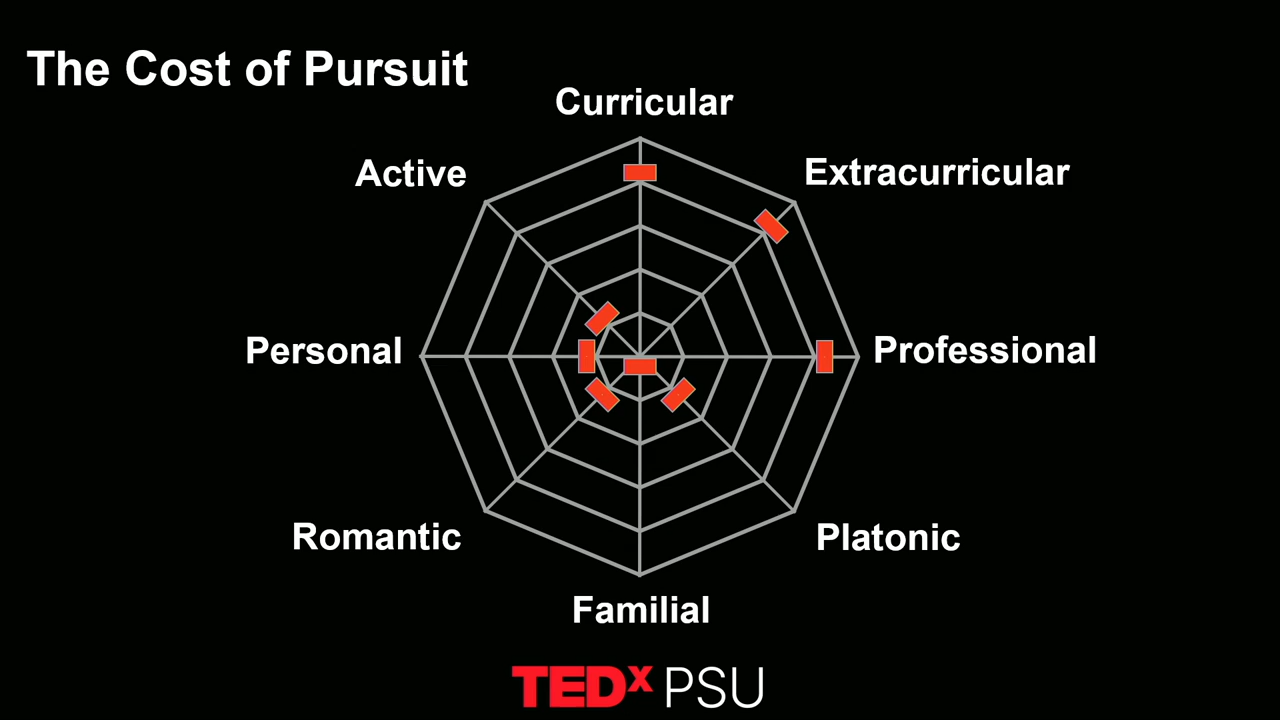 The Cost of Pursuit
Curricular
Active
Extracurricular
Personal
Professional
Romantic
Platonic
Familial
TEDx PSU